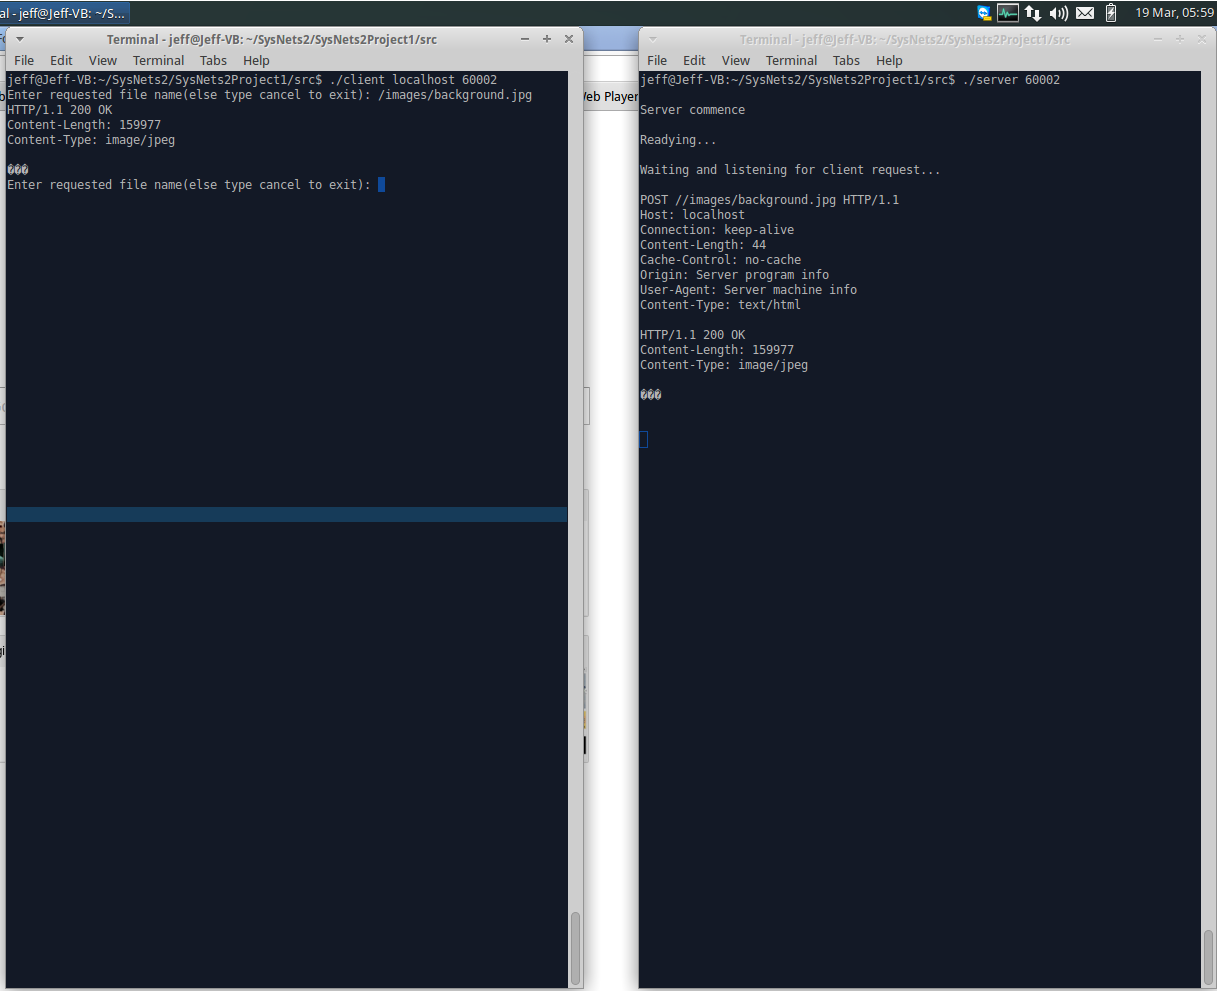 al - jeff@Jeff-VB: ~/S...
19 Mar, 05:59
Terminal - jeff@Jeff-VB: ~/SysNets2/SysNets2Project1/src
File Edit View Terminal Tabs Help
jeff@Jeff-VB:~/SysNets2/SysNets2Project1/src$ ./client localhost 60002
Enter requested file name(else type cancel to exit): /images/background.jpg
HTTP/1.1 200 OK
Content-Length: 159977
Content-Type: image/jpeg
���
Enter requested file name(else type cancel to exit):
eb Player
Terminal - jeff@Jeff-VB: ~/SysNets2/SysNets2Project1/src
File Edit View Terminal Tabs Help
jeff@Jeff-VB:~/SysNets2/SysNets2Project1/src$ ./server 60002
Server commence
Readying...
Waiting and listening for client request...
POST //images/background.jpg HTTP/1.1
Host: localhost
Connection: keep-alive
Content-Length: 44
Cache-Control: no-cache
Origin: Server program info
User-Agent: Server machine info
Content-Type: text/html
HTTP/1.1 200 OK
Content-Length: 159977
Content-Type: image/jpeg
���